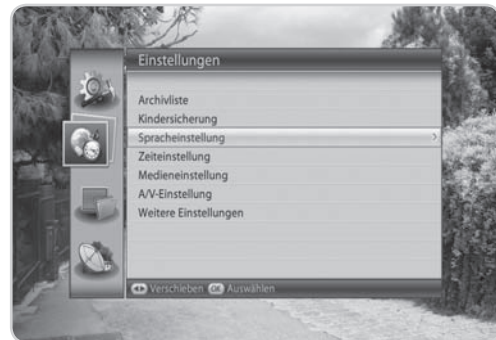 Einstellungen
Archivliste
Kindersicherung
Spracheinstellung
Zeiteinstellung
Medieneinstellung
A/V-Einstellung
Weitere Einstellungen
Verschieben OK Auswählen